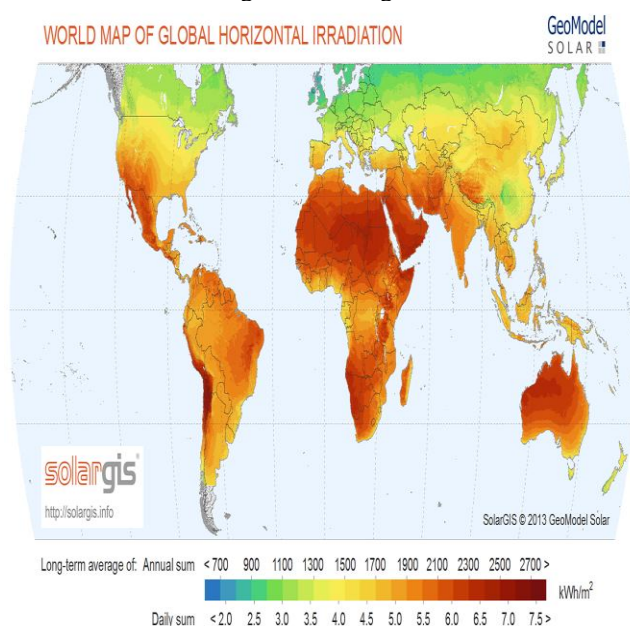 WORLD MAP OF GLOBAL HORIZONTAL IRRADIATION
GeoModel
SOLAR
solargis
http://solargis.info
SolarGIS © 2013 GeoModel Solar
Long-term average of: Annual sum < 700 900 1100 1300 1500 1700 1900 2100 2300 2500 2700 >
kWh/m²
Daily sum < 2.0 2.5 3.0 3.5 4.0 4.5 5.0 5.5 6.0 6.5 7.0 7.5 >